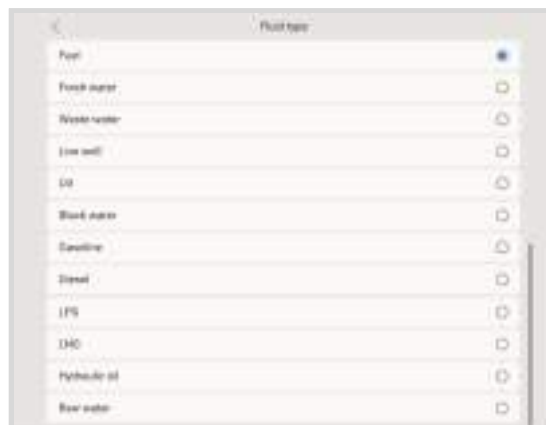 Fluid type
Fuel
Fresh water
Waste water
Live well
Oil
Black water
Gasoline
Diesel
LPG
LNG
Hydraulic oil
Raw water